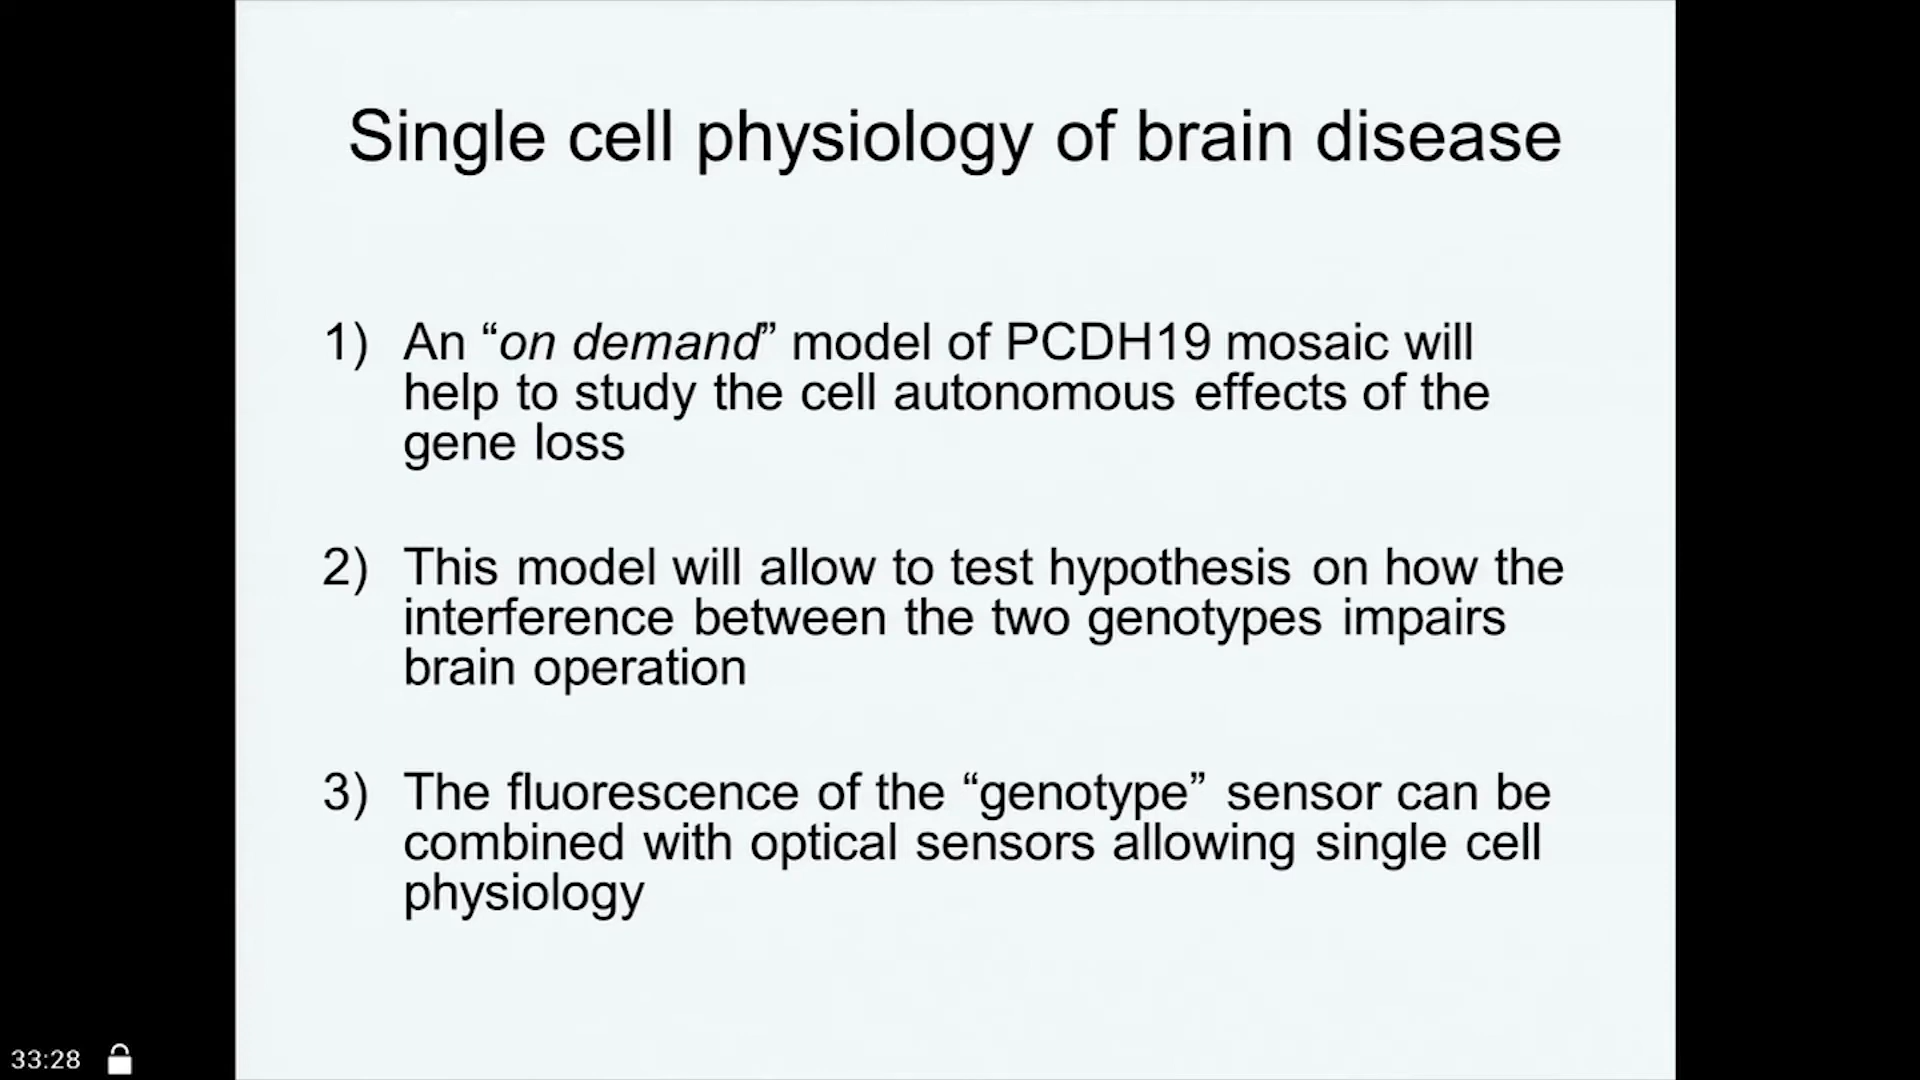 Single cell physiology of brain disease
1) An “on demand” model of PCDH19 mosaic will
help to study the cell autonomous effects of the
gene loss
2) This model will allow to test hypothesis on how the
interference between the two genotypes impairs
brain operation
3) The fluorescence of the “genotype” sensor can be
combined with optical sensors allowing single cell
physiology
33:28